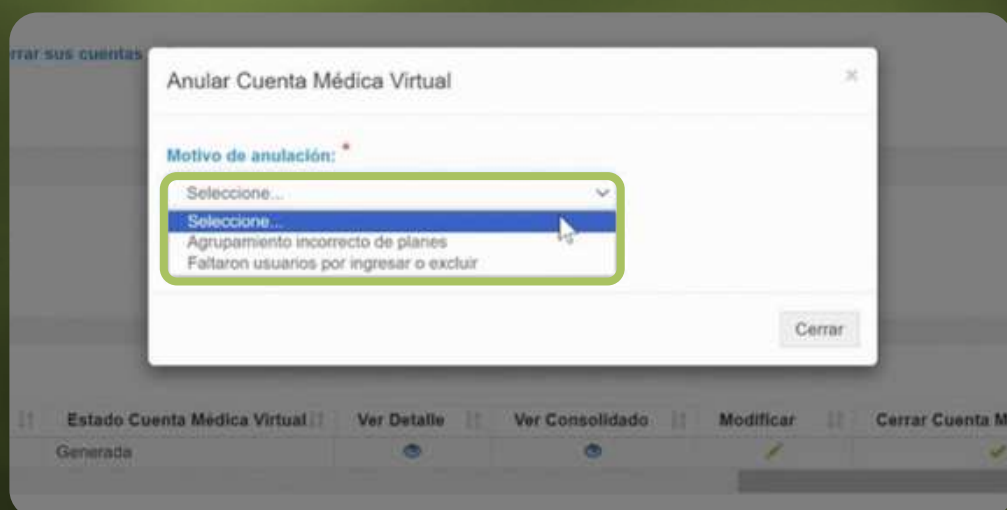 rrar sus cuentas
Anular Cuenta Médica Virtual
×
Motivo de anulación: *
Seleccione...
Seleccione...
Agrupamiento incorrecto de planes
Faltaron usuarios por ingresar o excluir
Cerrar
Estado Cuenta Médica Virtual Ver Detalle Ver Consolidado Modificar Cerrar Cuenta M
Generada